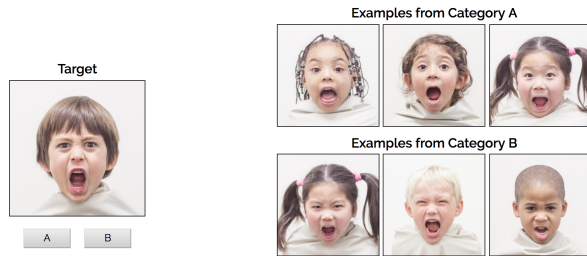 Target
A B
Examples from Category A
Examples from Category B